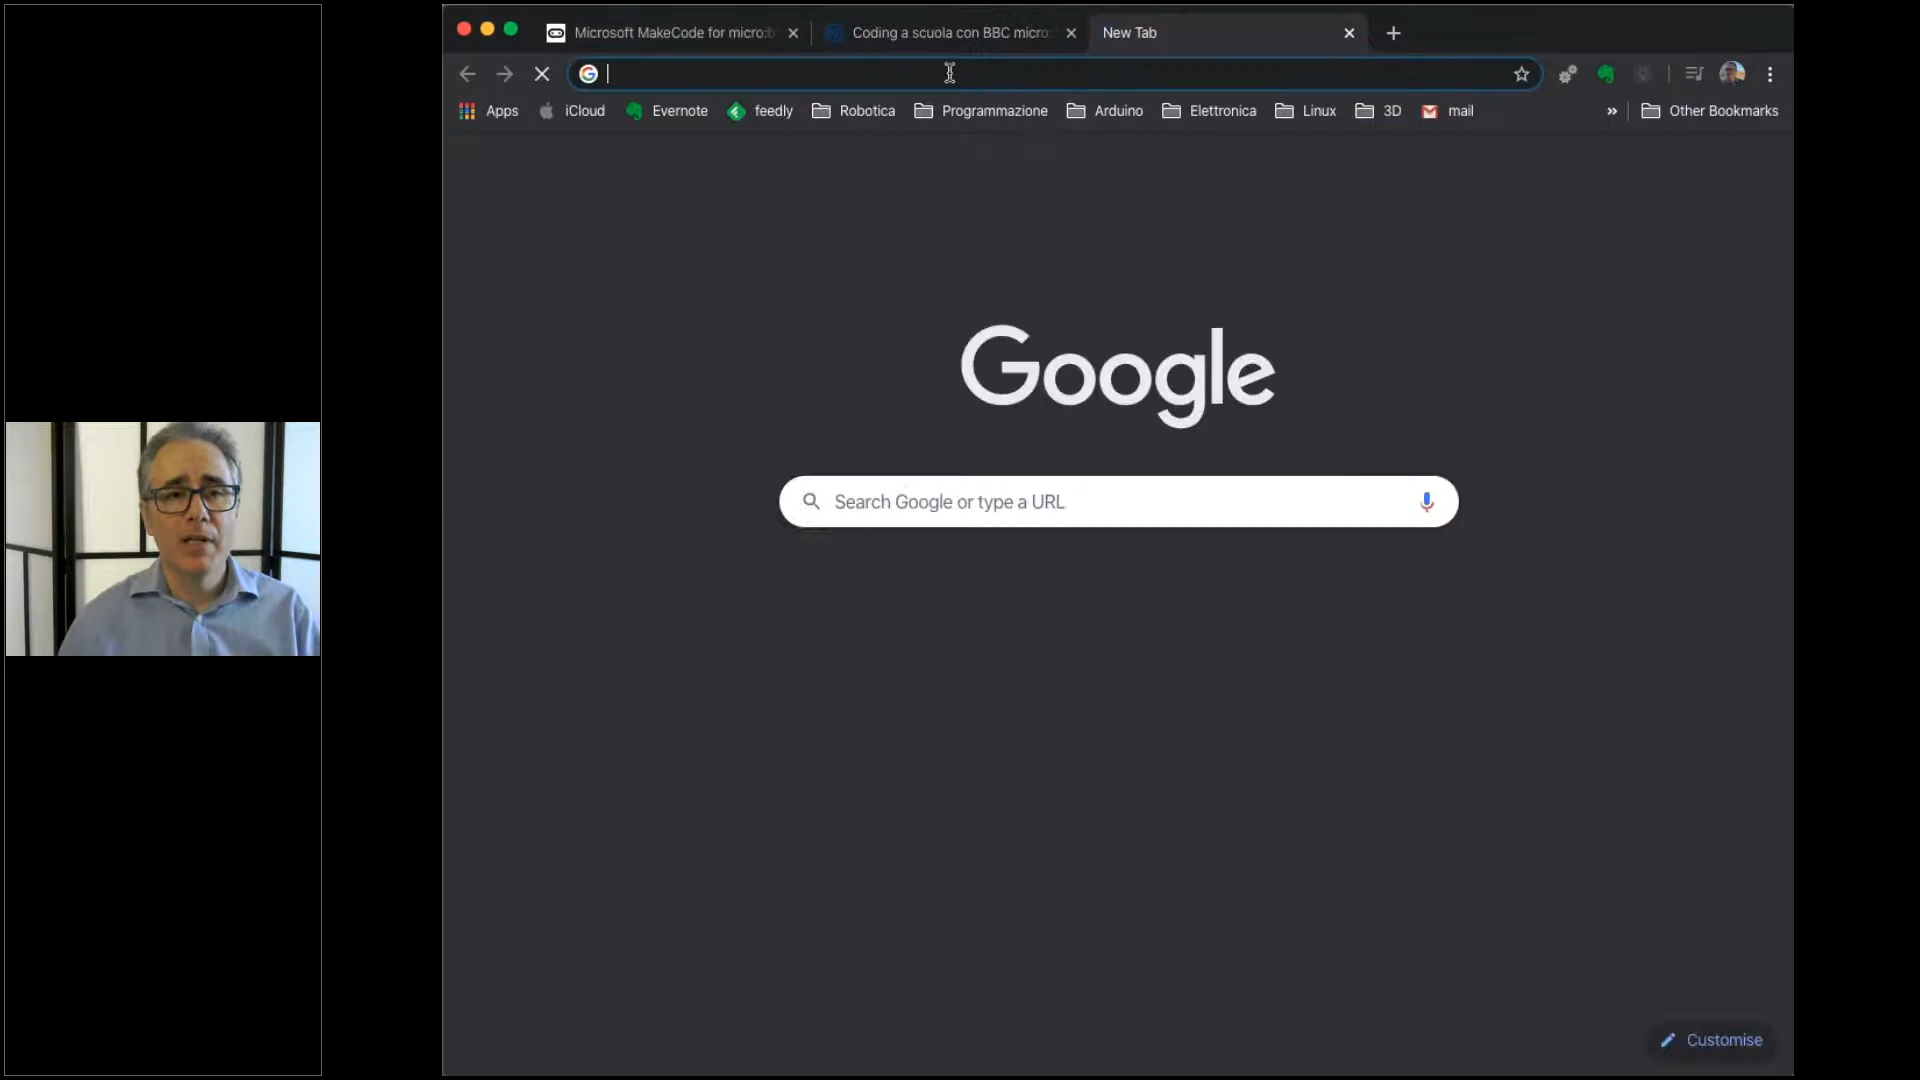 Microsoft MakeCode for micro:b
Coding a scuola con BBC micro:
New Tab
Apps
iCloud
Evernote
feedly
Robotica
Programmazione
Arduino
Elettronica
Linux
3D
mail
»
Other Bookmarks
Google
Search Google or type a URL
Customise